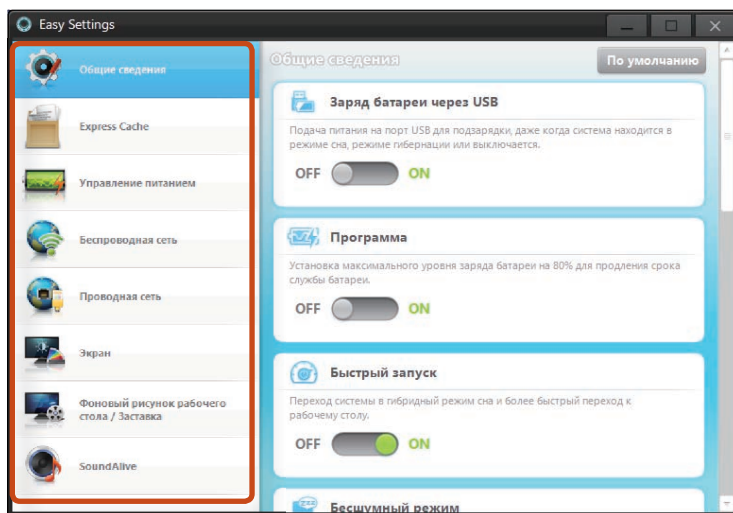 Easy Settings
Общие сведения
Express Cache
Управление питанием
Беспроводная сеть
Проводная сеть
Экран
Фоновый рисунок рабочего
стола / Заставка
SoundAlive
Общие сведения
По умолчанию
Заряд батареи через USB
Подача питания на порт USB для подзарядки, даже когда система находится в
режиме сна, режиме гибернации или выключается.
OFF ON
Программа
Установка максимального уровня заряда батареи на 80% для продления срока
службы батареи.
OFF ON
Быстрый запуск
Переход системы в гибридный режим сна и более быстрый переход к
рабочему столу.
OFF ON
Бесшумный режим